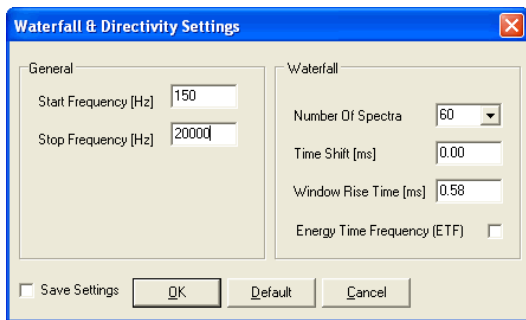 Waterfall & Directivity Settings
General
Start Frequency [Hz] 150
Stop Frequency [Hz] 20000
Waterfall
Number Of Spectra 60
Time Shift [ms] 0.00
Window Rise Time [ms] 0.58
Energy Time Frequency (ETF)
Save Settings OK Default Cancel